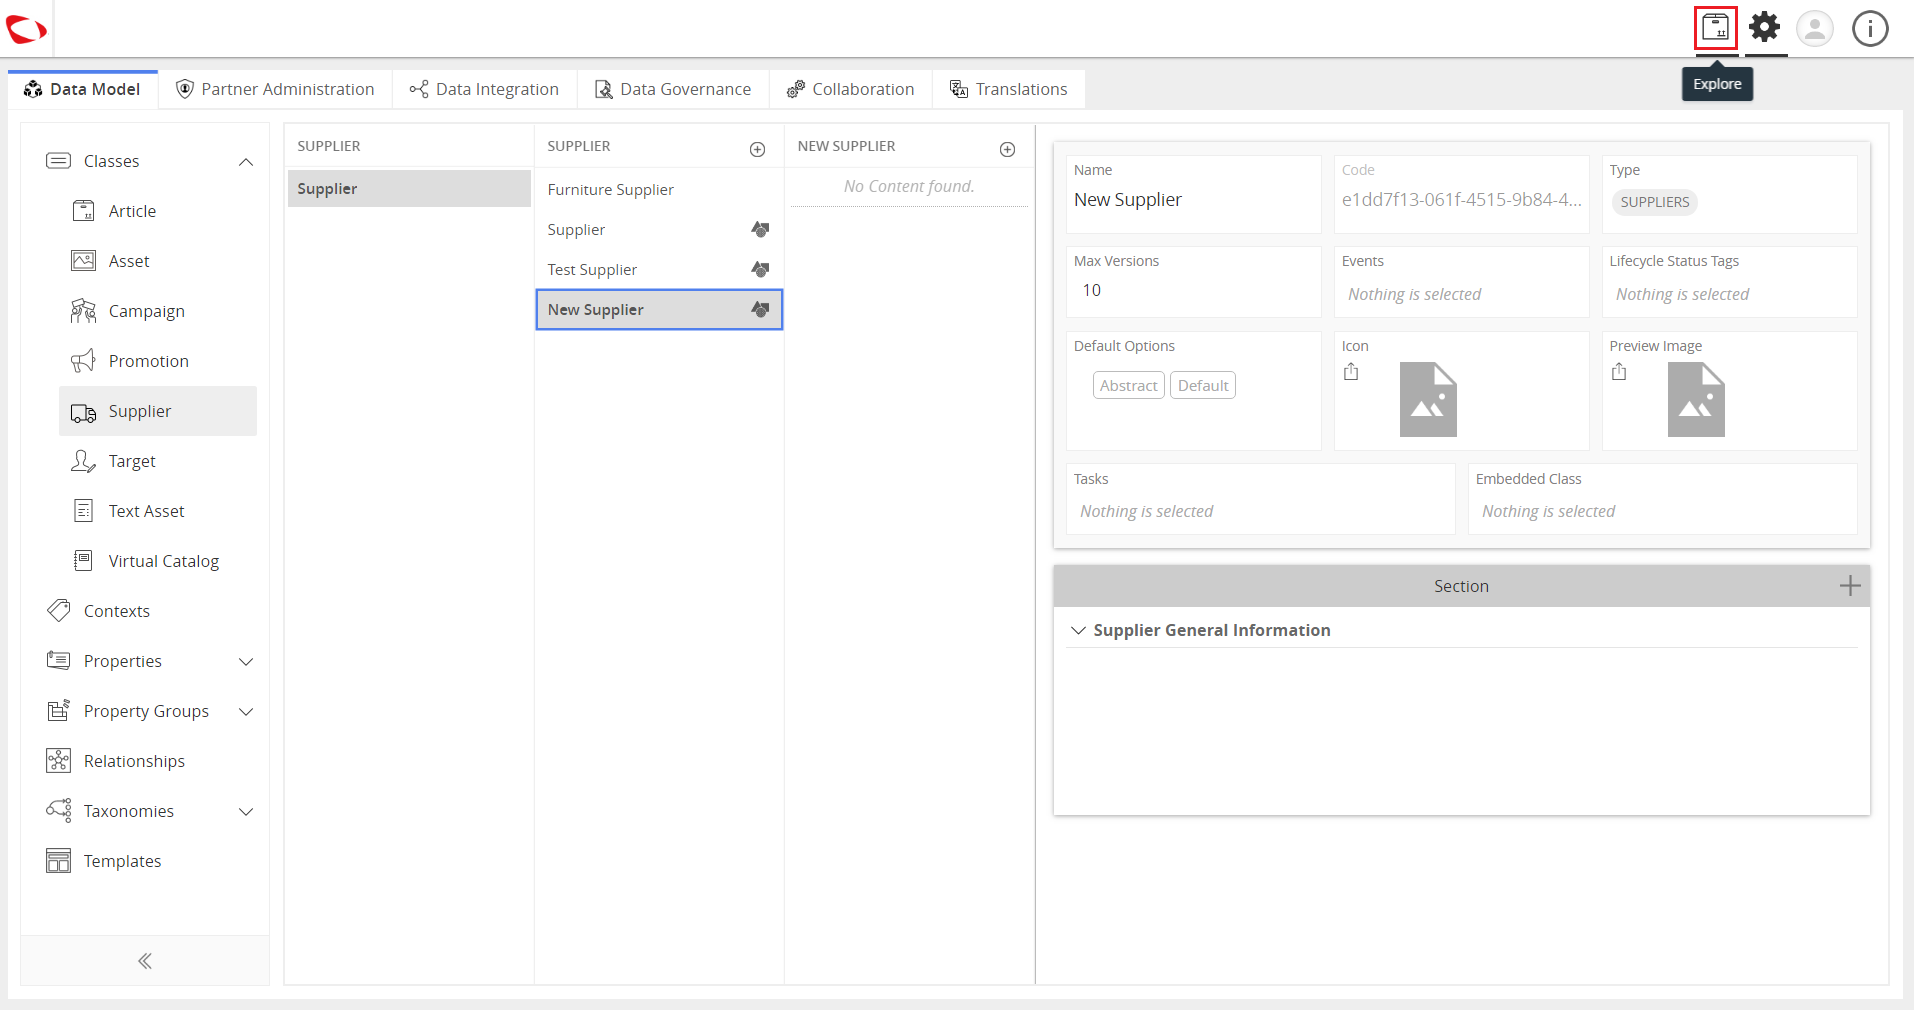 Explore
Data Model
Partner Administration
Data Integration
Data Governance
Collaboration
Translations
Classes
Article
Asset
Campaign
Promotion
Supplier
Target
Text Asset
Virtual Catalog
Contexts
Properties
Property Groups
Relationships
Taxonomies
Templates
SUPPLIER
Supplier
SUPPLIER
Furniture Supplier
Supplier
Test Supplier
New Supplier
NEW SUPPLIER
No Content found.
Name
New Supplier
Code
e1dd7f13-061f-4515-9b84-4...
Type
SUPPLIERS
Max Versions
10
Events
Nothing is selected
Lifecycle Status Tags
Nothing is selected
Default Options
Abstract Default
Icon
Preview Image
Tasks
Nothing is selected
Embedded Class
Nothing is selected
Section
Supplier General Information